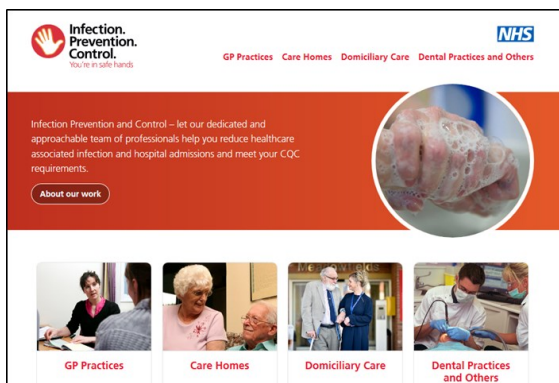 Infection.
Prevention.
Control.
You're in safe hands
NHS
GP Practices Care Homes Domiciliary Care Dental Practices and Others
Infection Prevention and Control – let our dedicated and
approachable team of professionals help you reduce healthcare
associated infection and hospital admissions and meet your CQC
requirements.
About our work
GP Practices
Care Homes
Domiciliary Care
Dental Practices
and Others